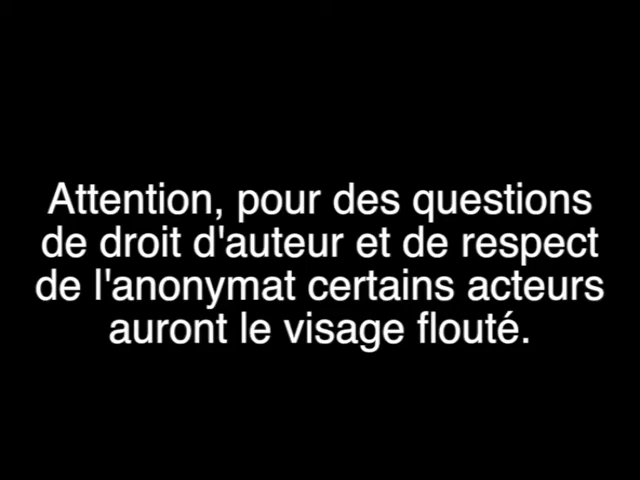 Attention, pour des questions
de droit d'auteur et de respect
de l'anonymat certains acteurs
auront le visage flouté.